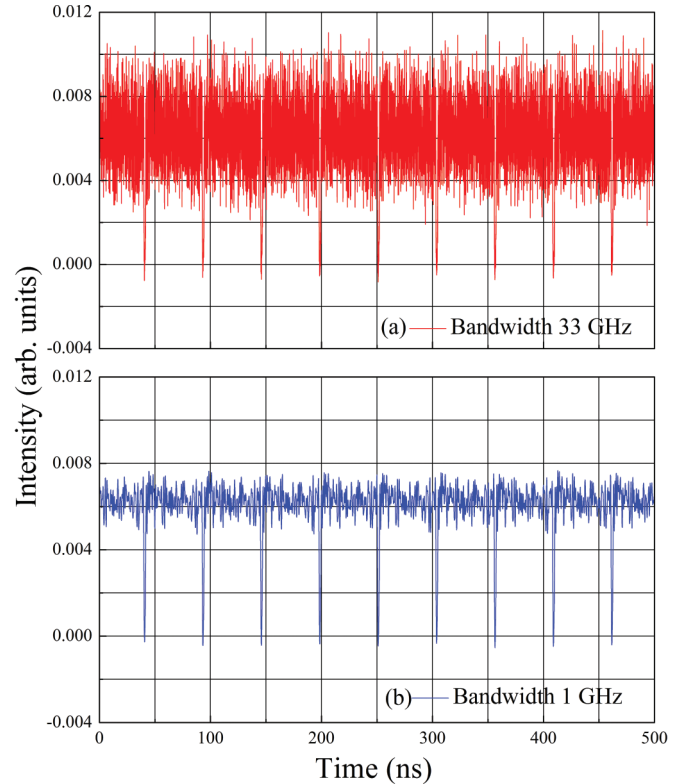 0.012
0.008
0.004
0.000
-0.004
(a) Bandwidth 33 GHz
Intensity (arb. units)
0.012
0.008
0.004
0.000
-0.004
(b) Bandwidth 1 GHz
0 100 200 300 400 500
Time (ns)